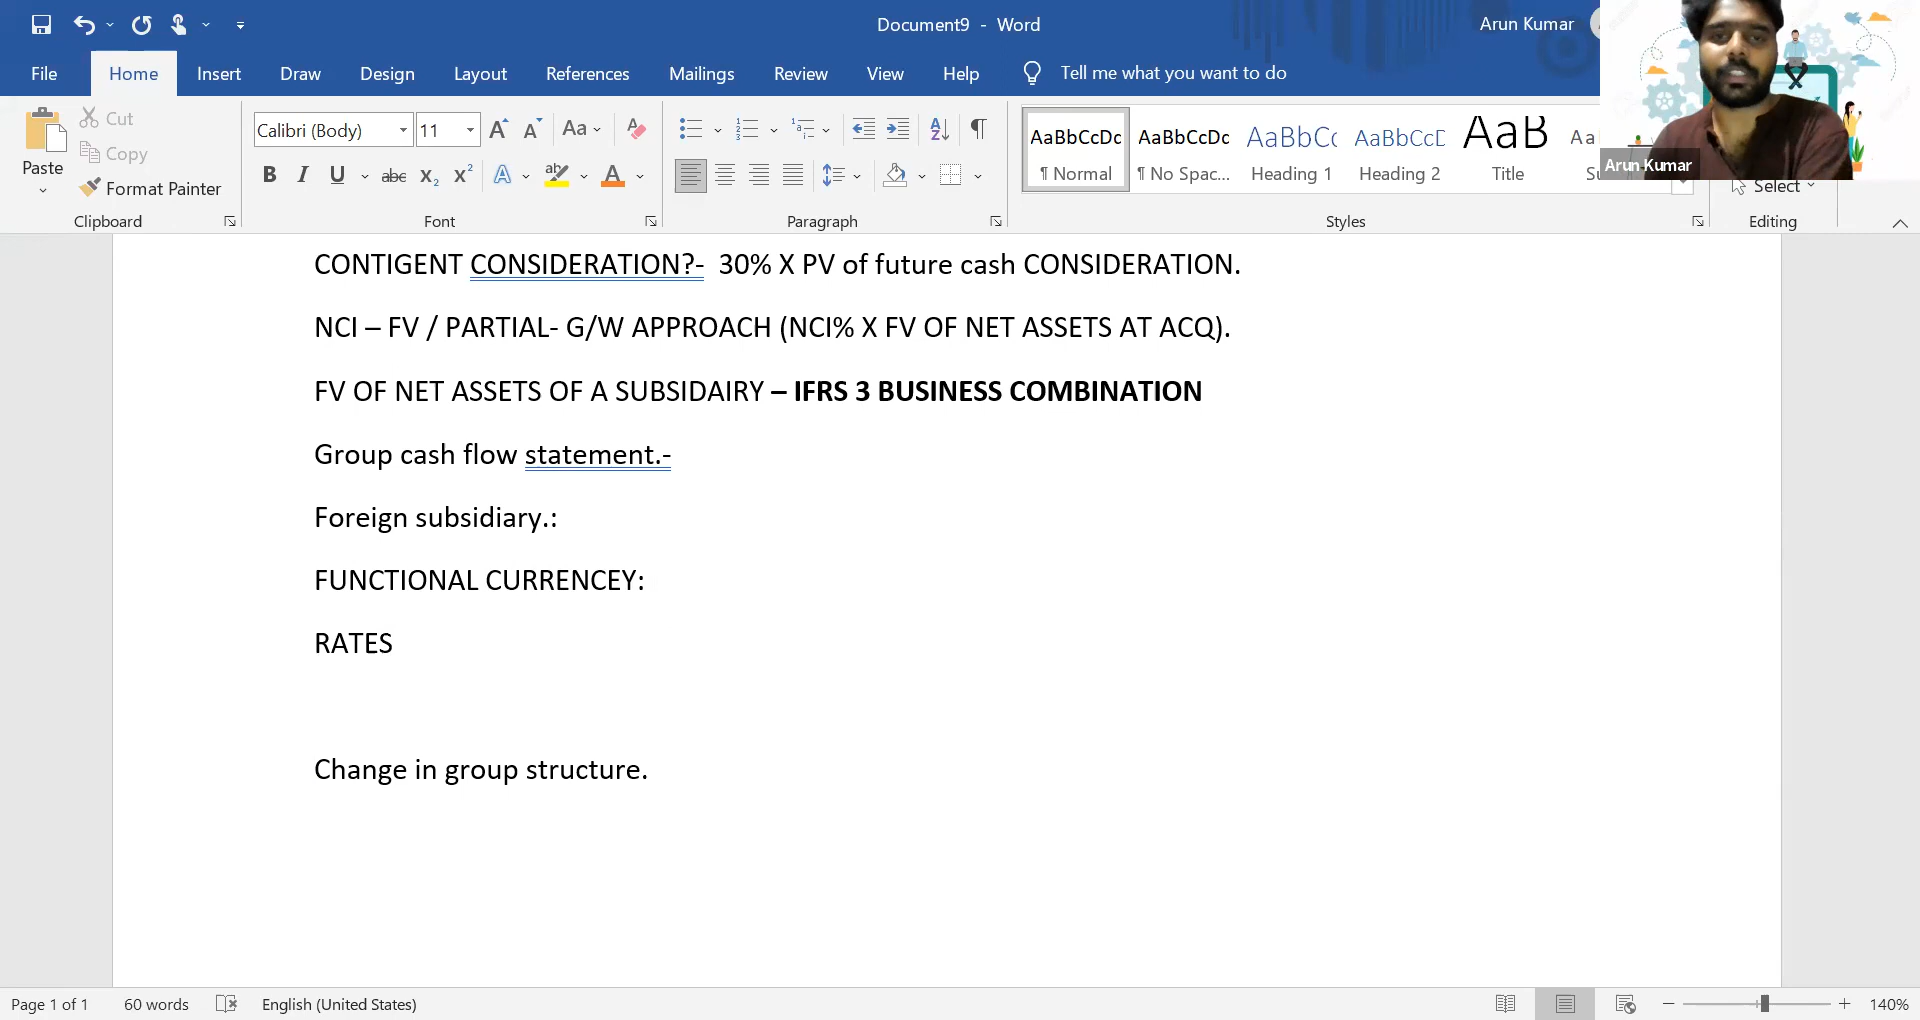 Document9 - Word
Arun Kumar
File Home Insert Draw Design Layout References Mailings Review View Help Tell me what you want to do
Paste
Cut
Copy
Format Painter
Clipboard
Calibri (Body) 11
Font
Paragraph
AaBbCcDc AaBbCcDc AaBbCc AaBbCcD AaB Aa
¶ Normal ¶ No Spac... Heading 1 Heading 2 Title
Styles
Arun Kumar
Select
Editing
CONTIGENT CONSIDERATION?- 30% X PV of future cash CONSIDERATION.
NCI – FV / PARTIAL- G/W APPROACH (NCI% X FV OF NET ASSETS AT ACQ).
FV OF NET ASSETS OF A SUBSIDAIRY – IFRS 3 BUSINESS COMBINATION
Group cash flow statement.-
Foreign subsidiary.:
FUNCTIONAL CURRENCEY:
RATES
Change in group structure.
Page 1 of 1 60 words English (United States) 140%